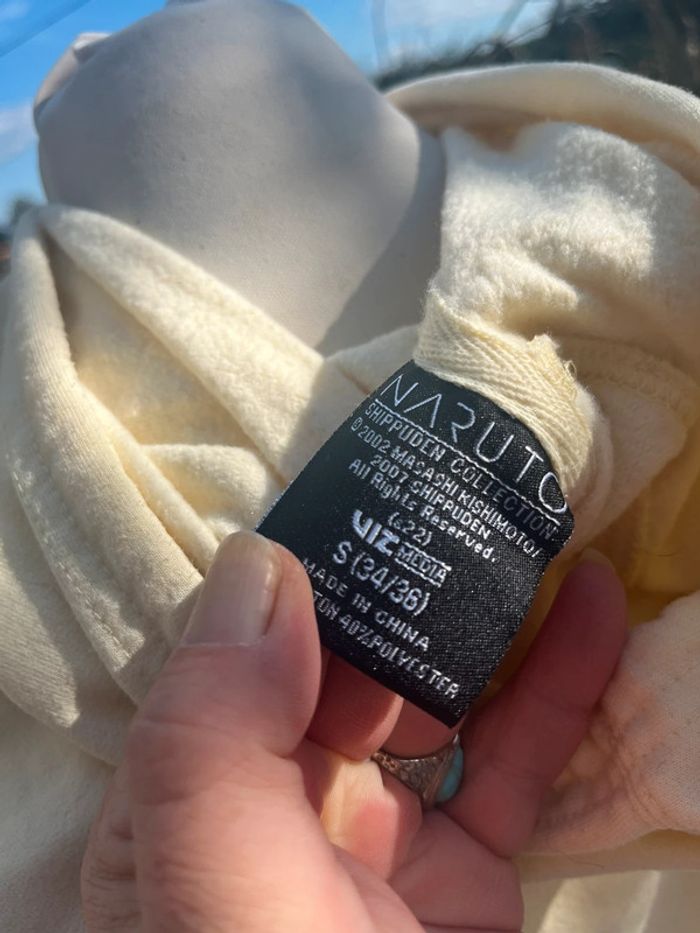 NARUTO
SHIPPUDEN COLLECTION
©2002 MASASHI KISHIMOTO/
2007 SHIPPUDEN
All Rights Reserved.
(s22)
VIZ MEDIA
S (34/36)
MADE IN CHINA
40%POLYESTER